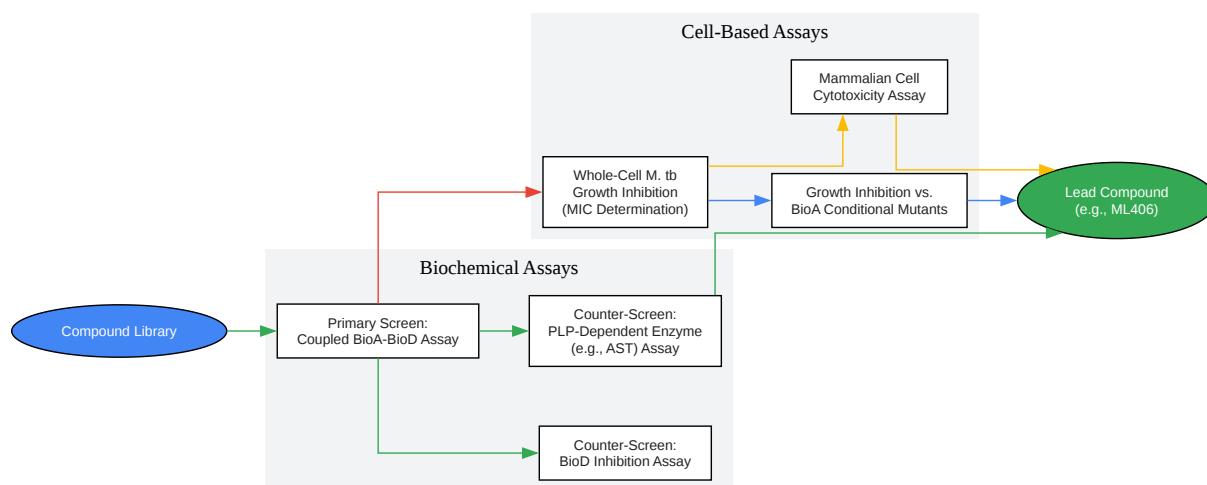 Cell-Based Assays
Mammalian Cell
Cytotoxicity Assay
Whole-Cell M. tb
Growth Inhibition
(MIC Determination)
Growth Inhibition vs.
BioA Conditional Mutants
Lead Compound
(e.g., ML406)
Biochemical Assays
Compound Library
Primary Screen:
Coupled BioA-BioD Assay
Counter-Screen:
PLP-Dependent Enzyme
(e.g., AST) Assay
Counter-Screen:
BioD Inhibition Assay